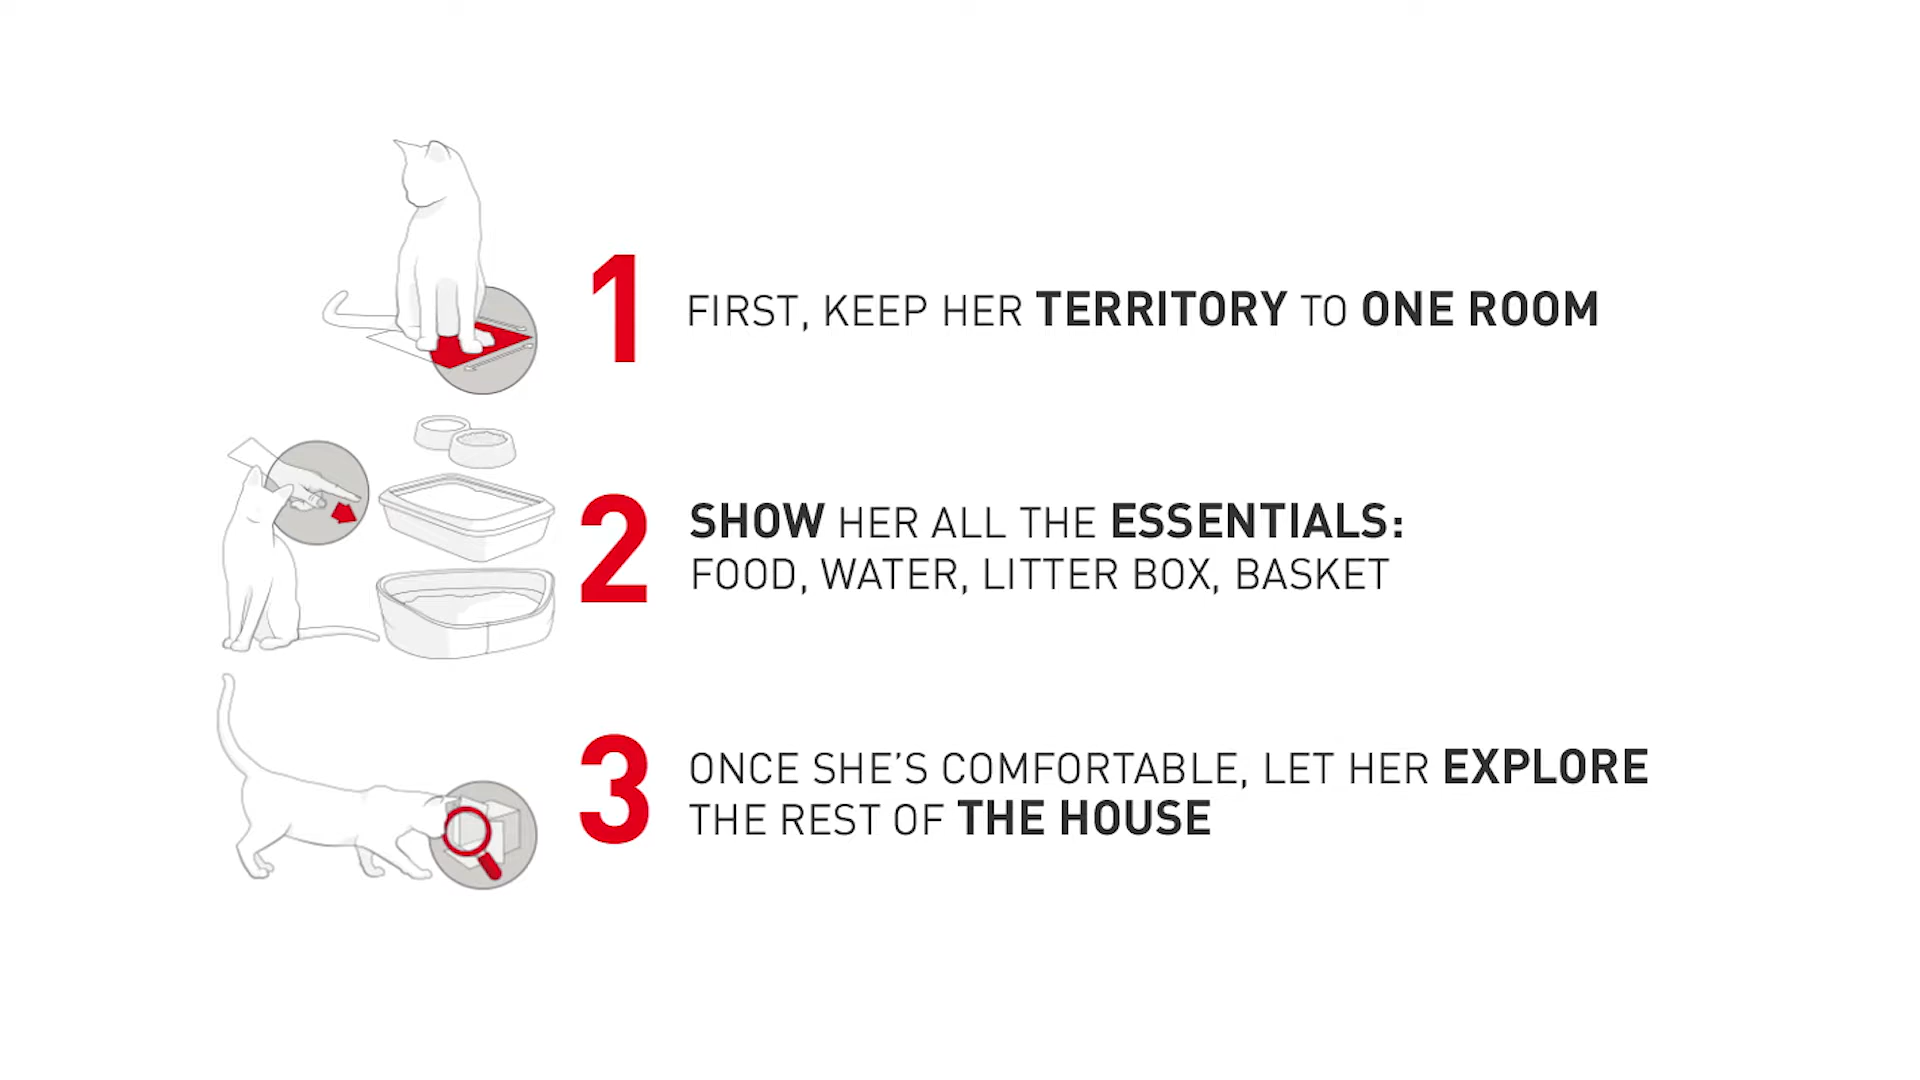 1
FIRST, KEEP HER TERRITORY TO ONE ROOM
2
SHOW HER ALL THE ESSENTIALS:
FOOD, WATER, LITTER BOX, BASKET
3
ONCE SHE'S COMFORTABLE, LET HER EXPLORE
THE REST OF THE HOUSE